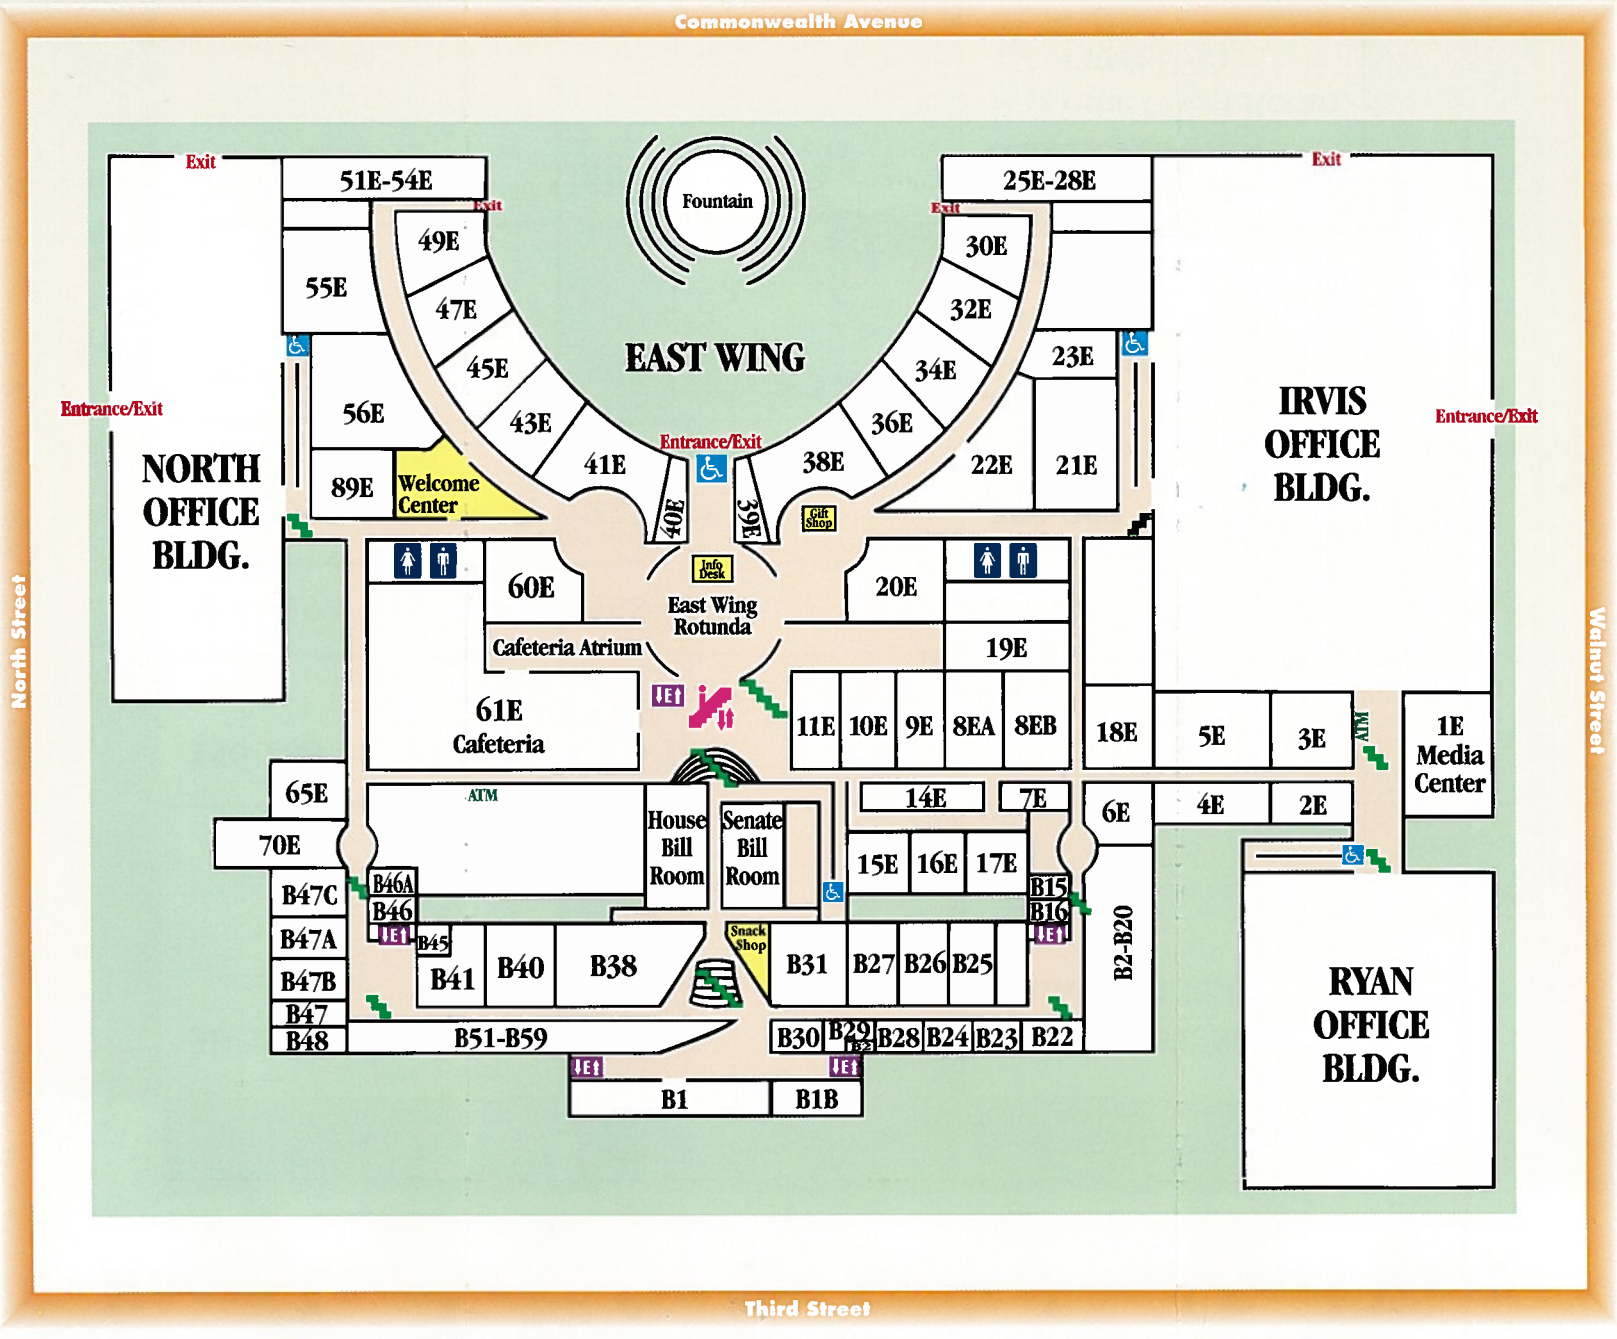 Commonwealth Avenue
Exit
51E-54E
Exit
Fountain
25E-28E
Exit
Exit
49E
47E
45E
43E
41E
40E
55E
56E
89E
Welcome
Center
EAST WING
Entrance/Exit
30E
32E
34E
36E
38E
39E
Gift
Shop
23E
22E
21E
Entrance/Exit
NORTH
OFFICE
BLDG.
IRVIS
OFFICE
BLDG.
Entrance/Exit
North Street
Walnut Street
60E
Info
Desk
East Wing
Rotunda
20E
Cafeteria Atrium
19E
61E
Cafeteria
E
11E
10E
9E
8EA
8EB
18E
5E
3E
ATM
1E
Media
Center
65E
70E
ATM
House
Bill
Room
Senate
Bill
Room
14E
7E
6E
4E
2E
15E
16E
17E
B47C
B47A
B47B
B47
B48
B46A
B46
E
B45
B41
B40
B38
Snack
Shop
B31
B27
B26
B25
B15
B16
E
B2-B20
B51-B59
B30
B29
B28
B24
B23
B22
E
E
B1
B1B
RYAN
OFFICE
BLDG.
Third Street